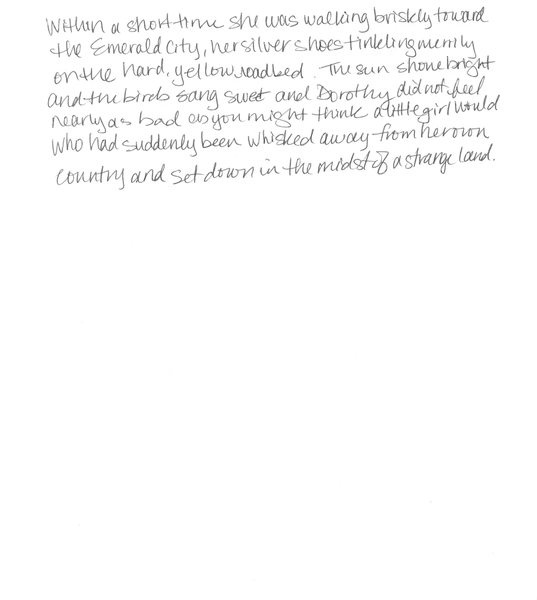 Within a short time she was walking briskly toward
the Emerald City, her silver shoes tinkling merrily
on the hard, yellow roadbed. The sun shone bright
and the birds sang sweet and Dorothy did not feel
nearly as bad as you might think a little girl would
who had suddenly been whisked away from her own
country and set down in the midst of a strange land.